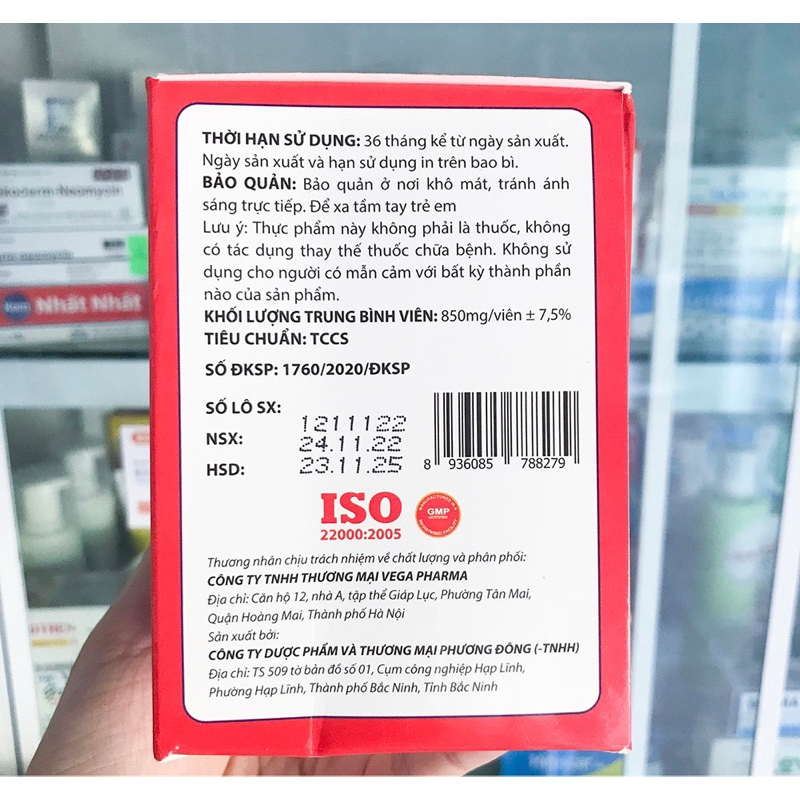 THỜI HẠN SỬ DỤNG: 36 tháng kể từ ngày sản xuất.
Ngày sản xuất và hạn sử dụng in trên bao bì.
BẢO QUẢN: Bảo quản ở nơi khô mát, tránh ánh
sáng trực tiếp. Để xa tầm tay trẻ em
Lưu ý: Thực phẩm này không phải là thuốc, không
có tác dụng thay thế thuốc chữa bệnh. Không sử
dụng cho người có mẫn cảm với bất kỳ thành phần
nào của sản phẩm.
KHỐI LƯỢNG TRUNG BÌNH VIÊN: 850mg/viên ± 7,5%
TIÊU CHUẨN: TCCS
SỐ ĐKSP: 1760/2020/ĐKSP
SỐ LÔ SX: 1211122
NSX: 24.11.22
HSD: 23.11.25
8 936085 788279
ISO
22000:2005
GMP
Thương nhân chịu trách nhiệm về chất lượng và phân phối:
CÔNG TY TNHH THƯƠNG MẠI VEGA PHARMA
Địa chỉ: Căn hộ 12, nhà A, tập thể Giáp Lục, Phường Tân Mai,
Quận Hoàng Mai, Thành phố Hà Nội
Sản xuất bởi:
CÔNG TY DƯỢC PHẨM VÀ THƯƠNG MẠI PHƯƠNG ĐÔNG (-TNHH)
Địa chỉ: TS 509 tờ bản đồ số 01, Cụm công nghiệp Hạp Lĩnh,
Phường Hạp Lĩnh, Thành phố Bắc Ninh, Tỉnh Bắc Ninh
Neomycin
Nhất Nhất